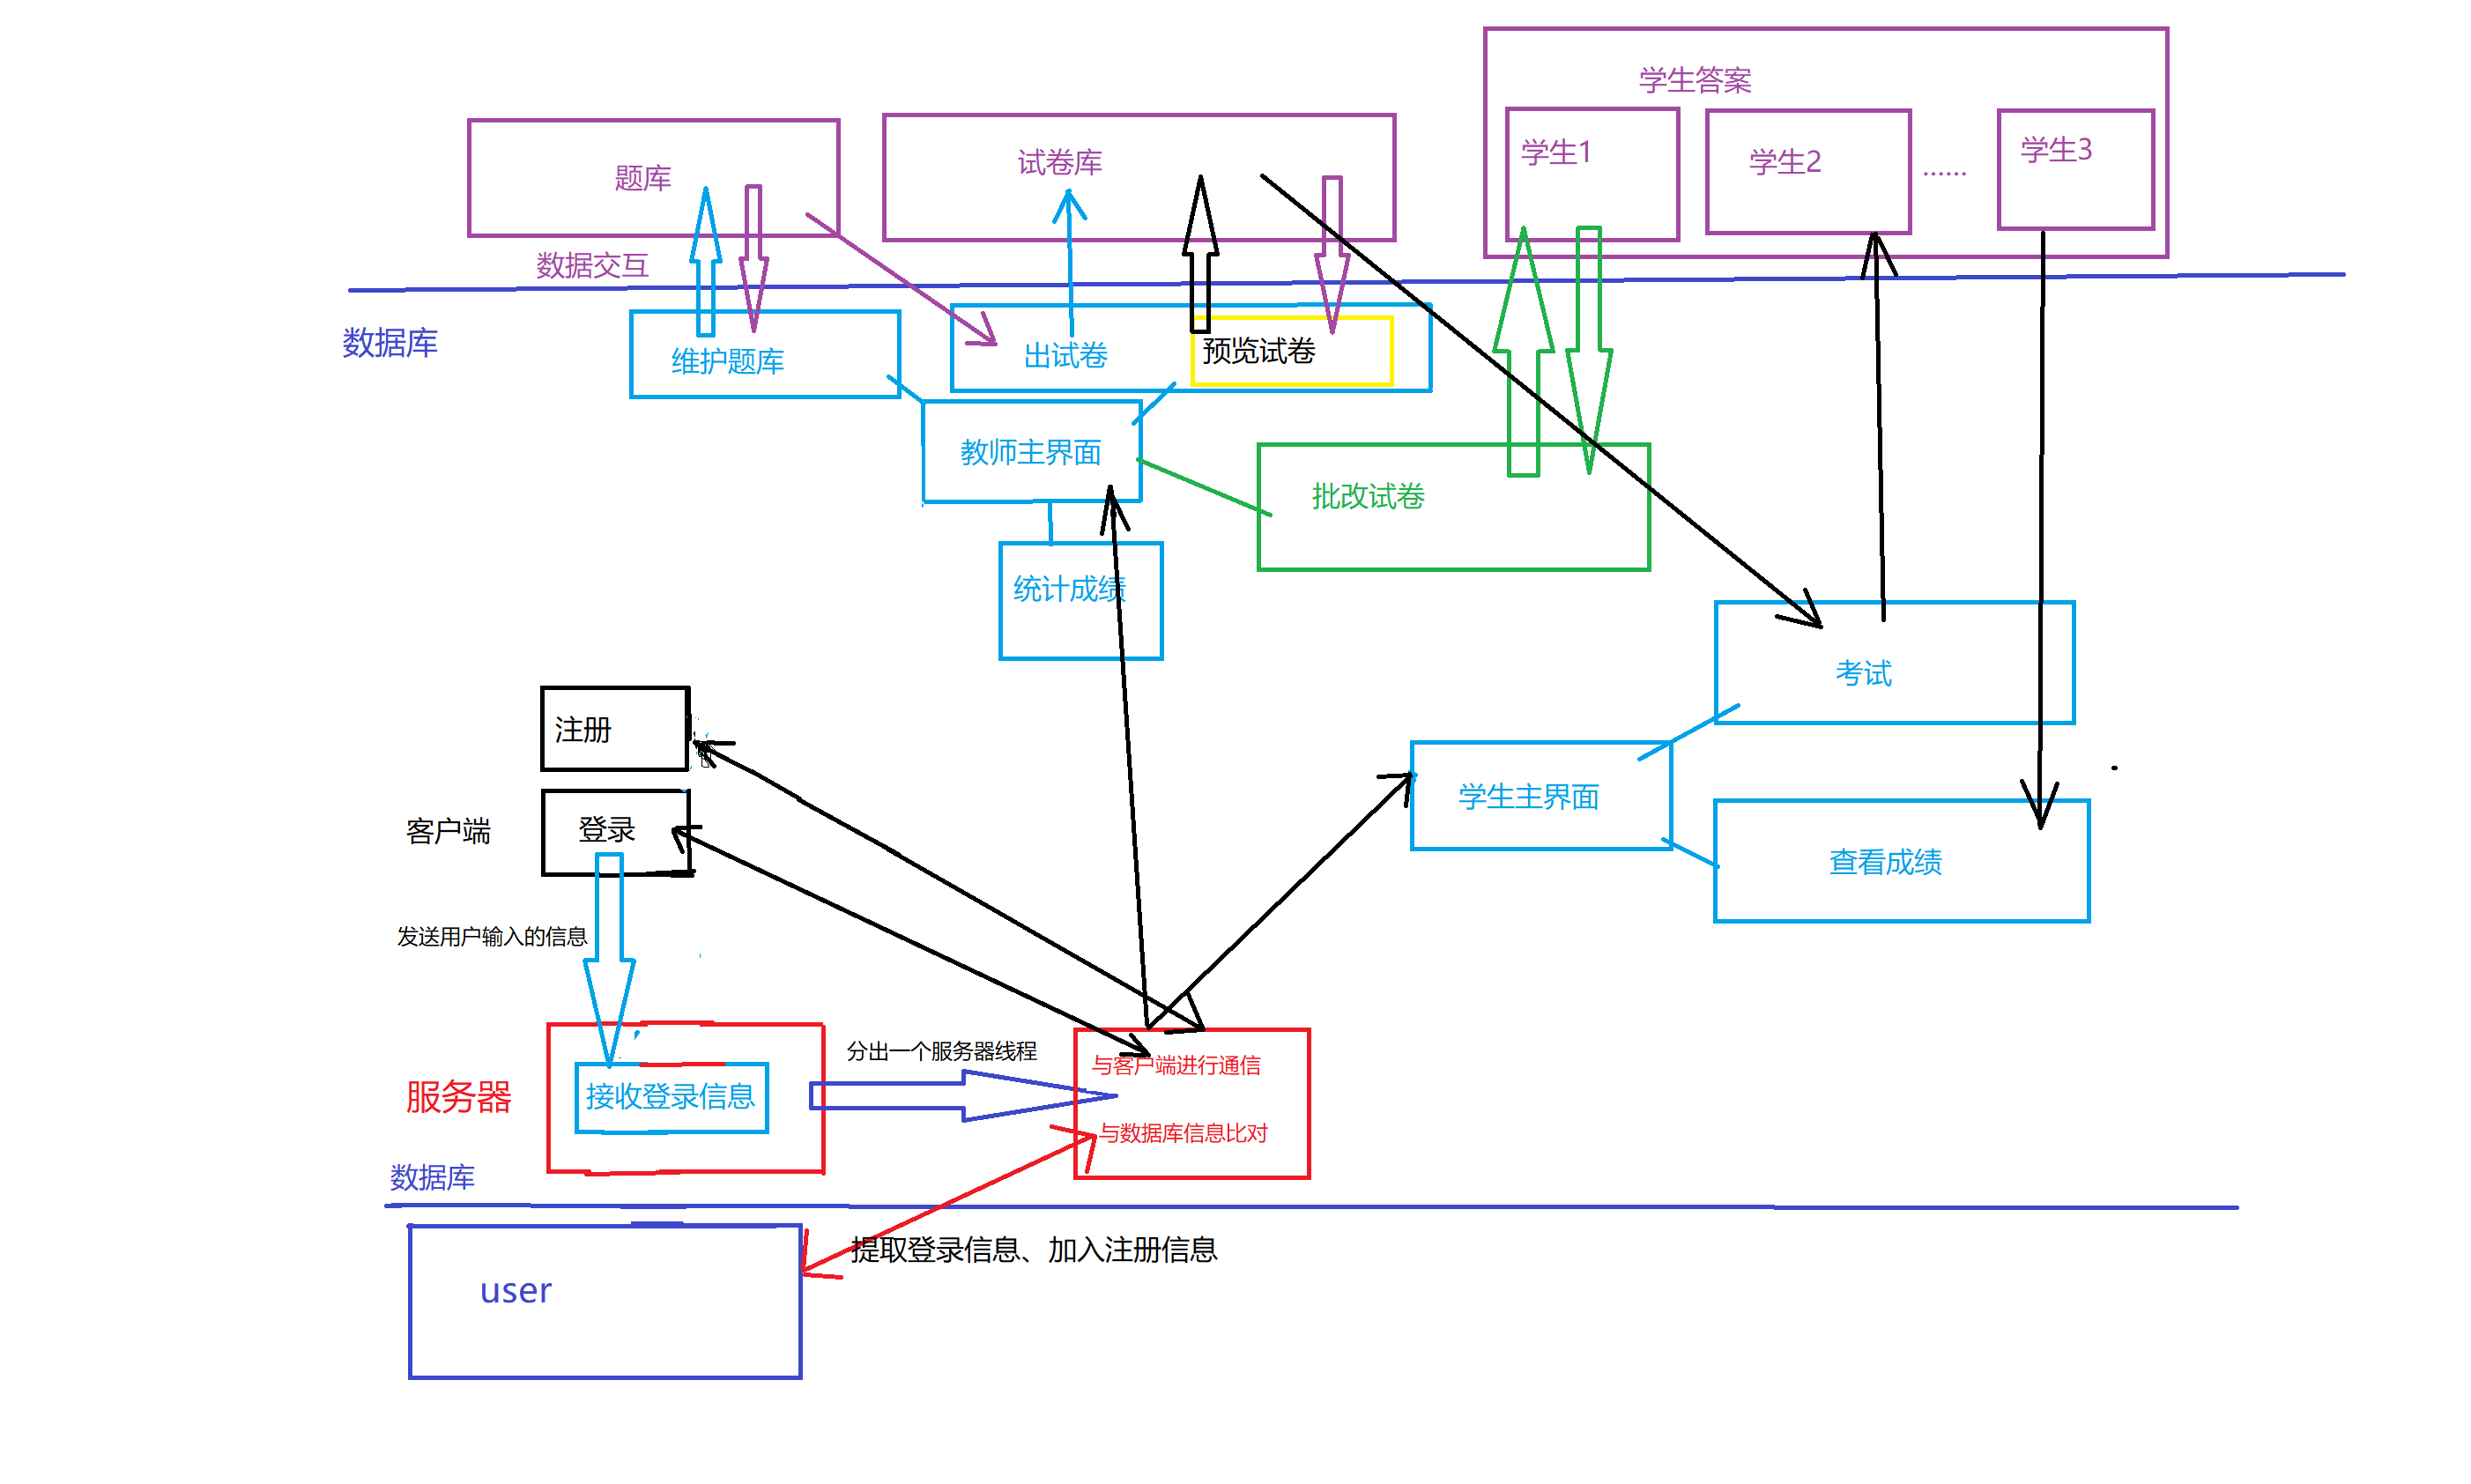 学生答案
学生1
学生2
......
学生3
题库
试卷库
数据交互
数据库
维护题库
出试卷
预览试卷
教师主界面
批改试卷
统计成绩
考试
注册
学生主界面
客户端
登录
查看成绩
发送用户输入的信息
分出一个服务器线程
与客户端进行通信
服务器
接收登录信息
与数据库信息比对
数据库
提取登录信息、加入注册信息
user